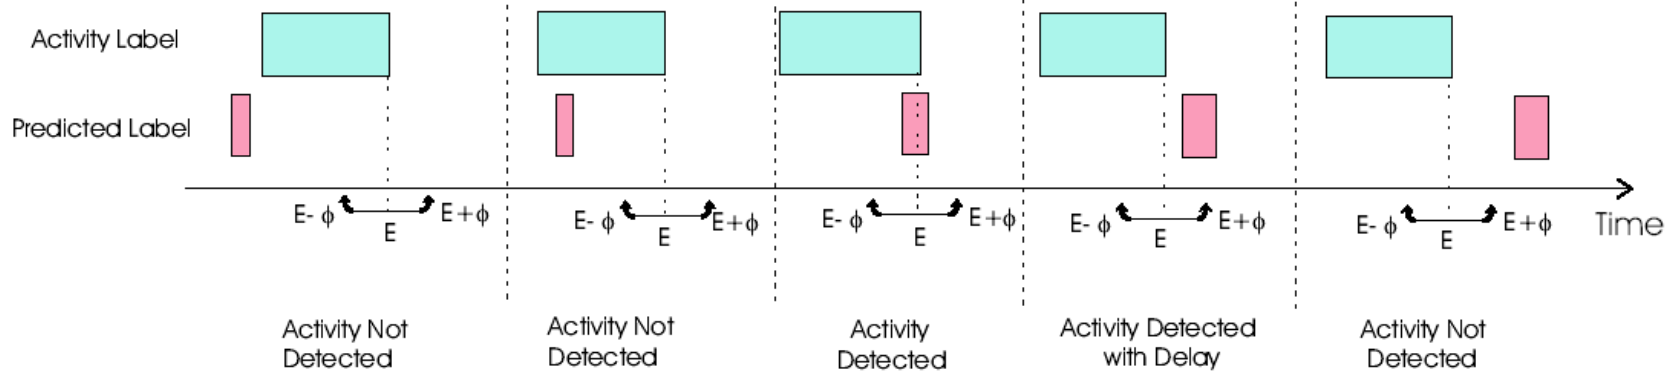 Activity Label
Predicted Label
E- ϕ
E
E+ϕ
E- ϕ
E
E+ϕ
E- ϕ
E
E+ϕ
E- ϕ
E
E+ϕ
E- ϕ
E
E+ϕ
Time
Activity Not
Detected
Activity Not
Detected
Activity
Detected
Activity Detected
with Delay
Activity Not
Detected